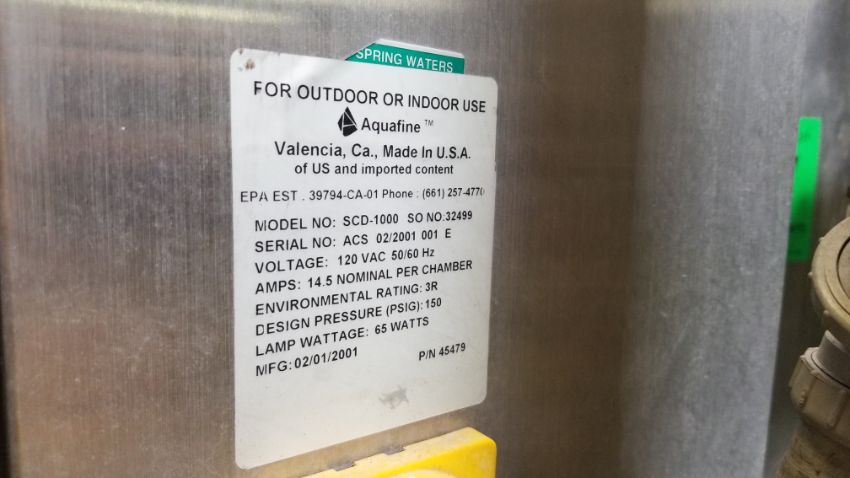 SPRING WATERS
FOR OUTDOOR OR INDOOR USE
Aquafine ™
Valencia, Ca., Made In U.S.A.
of US and imported content
EPA EST . 39794-CA-01 Phone : (661) 257-4770
MODEL NO: SCD-1000 SO NO:32499
SERIAL NO: ACS 02/2001 001 E
VOLTAGE: 120 VAC 50/60 Hz
AMPS: 14.5 NOMINAL PER CHAMBER
ENVIRONMENTAL RATING: 3R
DESIGN PRESSURE (PSIG): 150
LAMP WATTAGE: 65 WATTS
MFG: 02/01/2001 P/N 45479